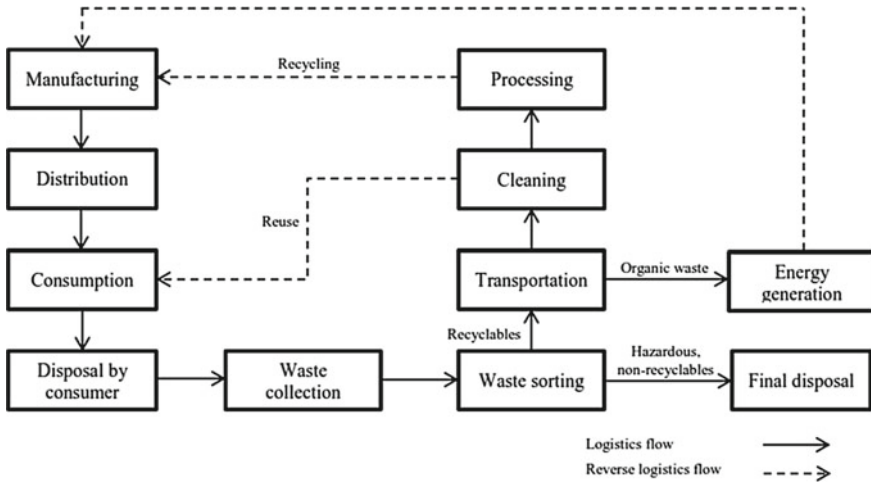 Manufacturing
Recycling
Processing
Distribution
Cleaning
Reuse
Consumption
Transportation
Organic waste
Energy
generation
Recyclables
Disposal by
consumer
Waste
collection
Waste sorting
Hazardous,
non-recyclables
Final disposal
Logistics flow
Reverse logistics flow